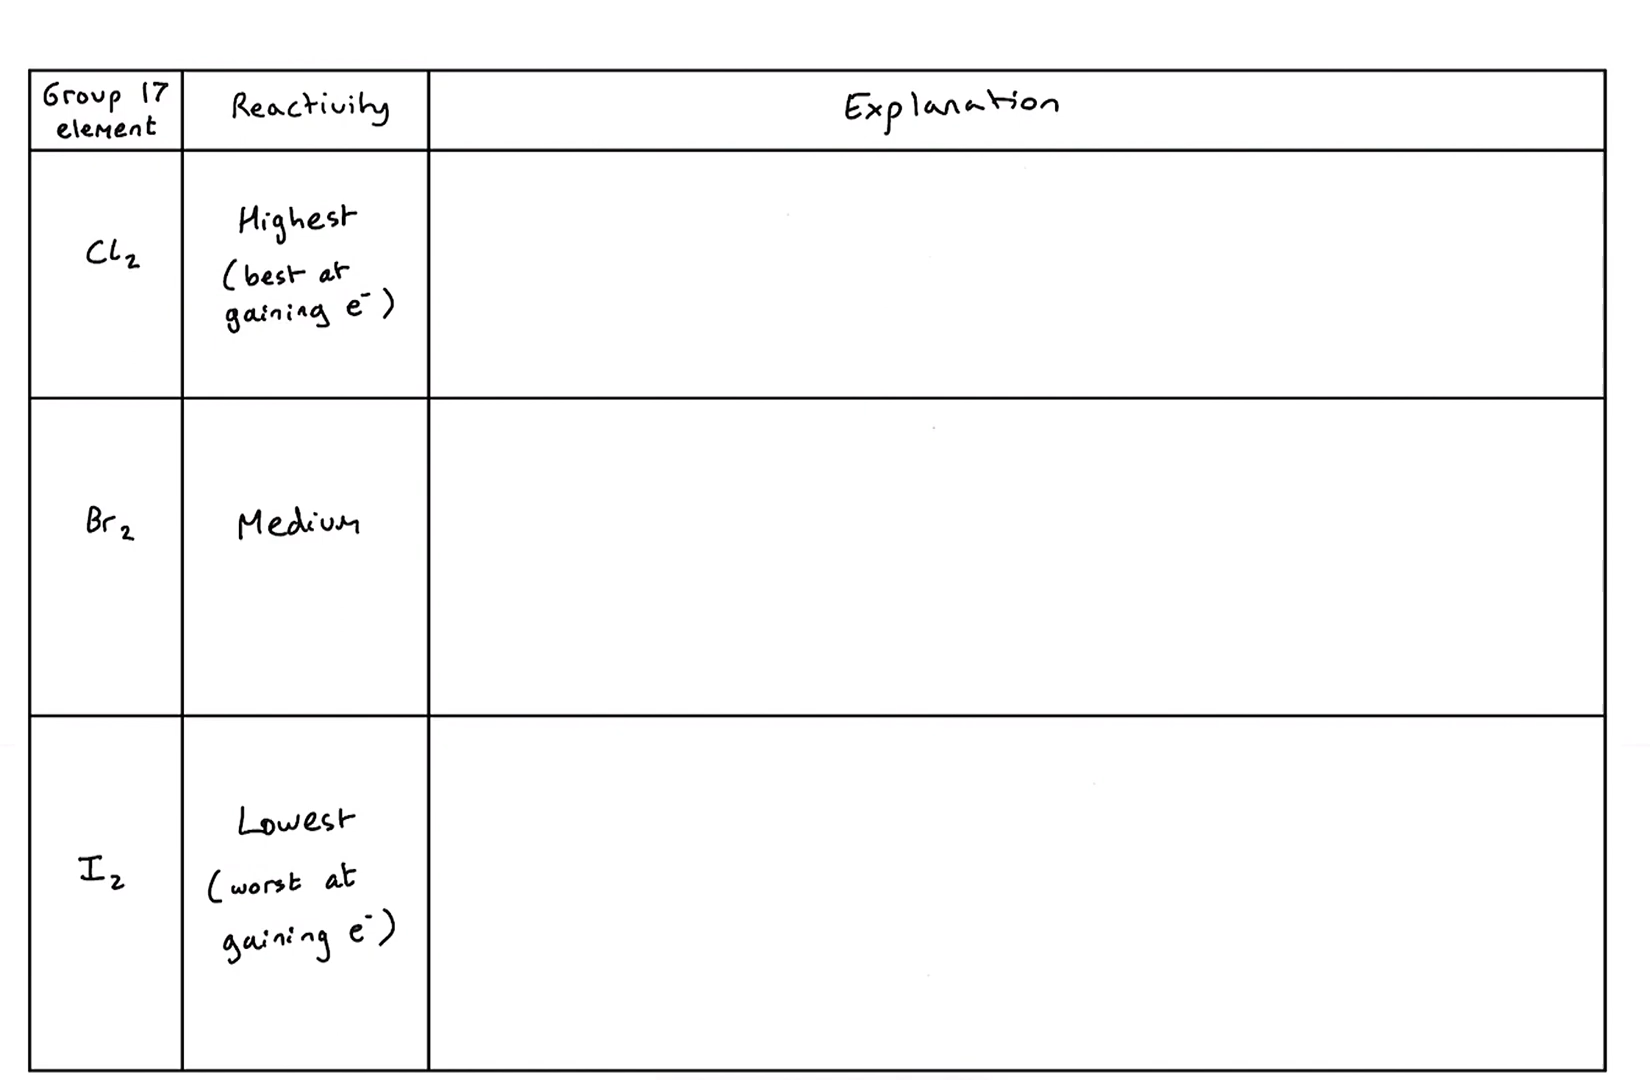 Group 17
element
Reactivity
Explanation
Cl₂
Highest
(best at
gaining e⁻)
Br₂
Medium
I₂
Lowest
(worst at
gaining e⁻)